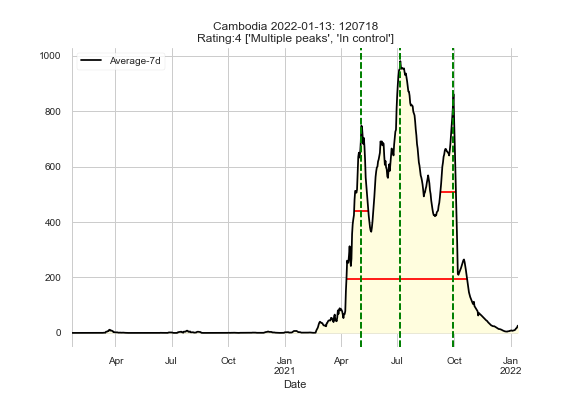 Cambodia 2022-01-13: 120718
Rating:4 ['Multiple peaks', 'In control']
Average-7d
1000
800
600
400
200
0
Apr Jul Oct Jan Apr Jul Oct Jan
2021 2022
Date